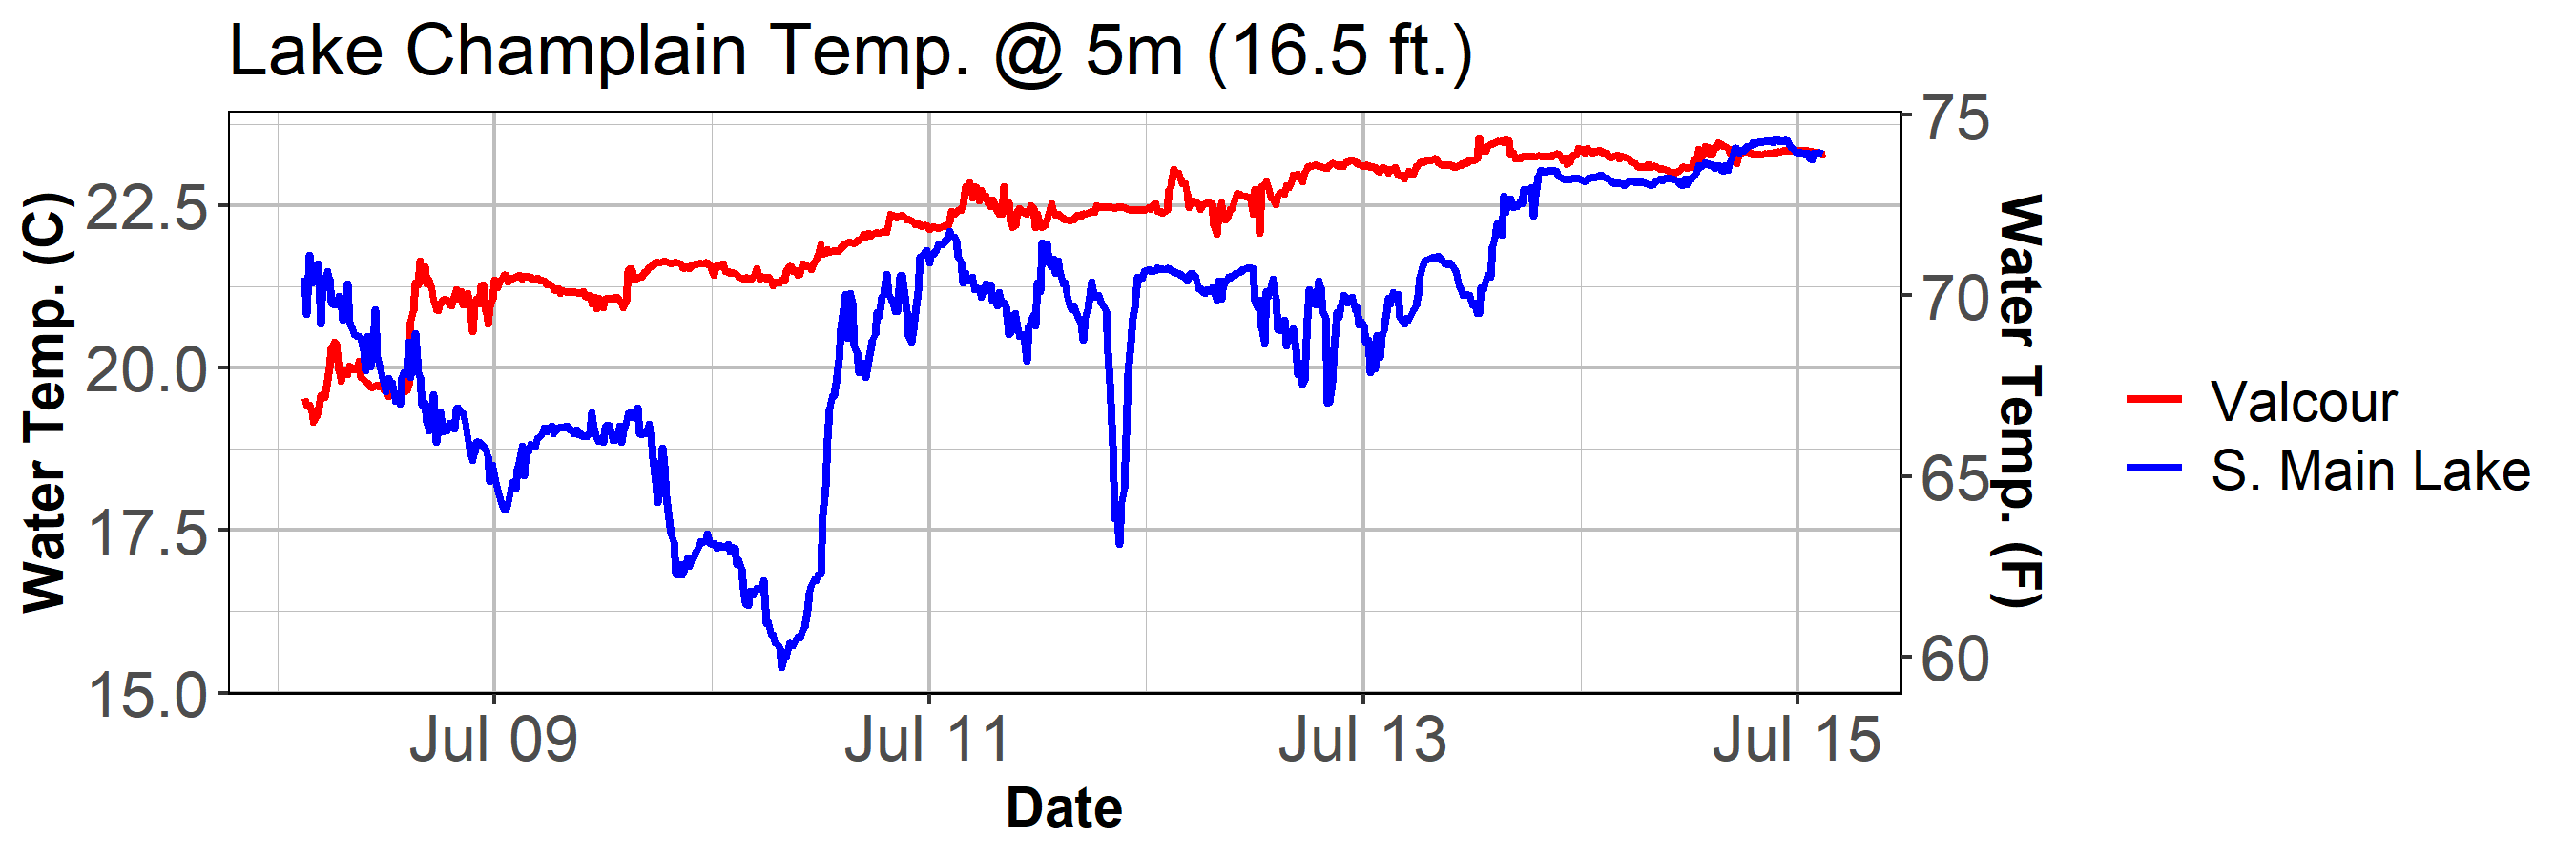 Lake Champlain Temp. @ 5m (16.5 ft.)
Water Temp. (C)
22.5
20.0
17.5
15.0
75
70
65
60
Water Temp. (F)
Jul 09
Jul 11
Jul 13
Jul 15
Date
Valcour
S. Main Lake